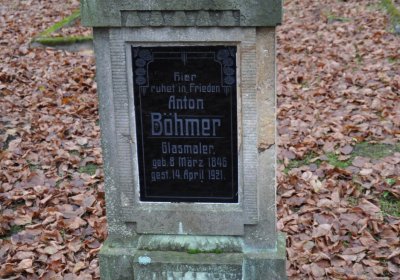 Hier
ruhet in Frieden
Anton
Böhmer
Glasmaler.
geb. 6 März 1846
gest. 14. April 1921.